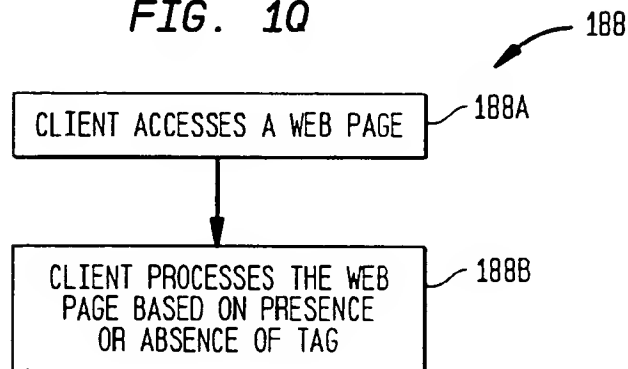 FIG. 1Q
188
CLIENT ACCESSES A WEB PAGE
188A
CLIENT PROCESSES THE WEB
PAGE BASED ON PRESENCE
OR ABSENCE OF TAG
188B